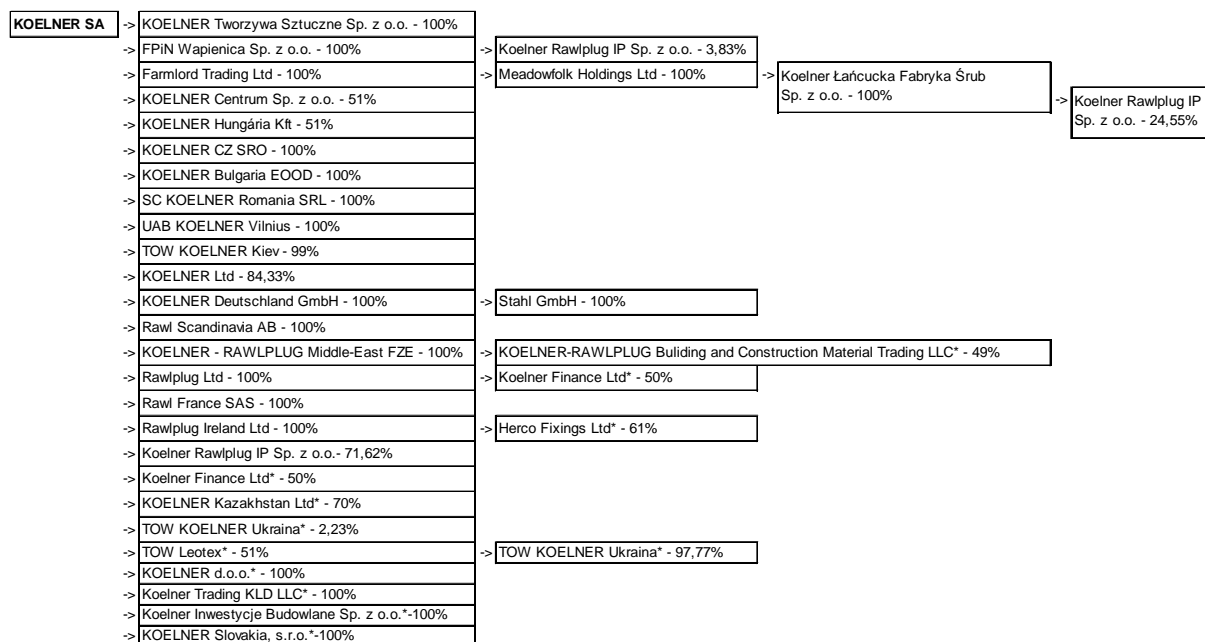 KOELNER SA -> KOELNER Tworzywa Sztuczne Sp. z o.o. - 100%
-> FPiN Wapienica Sp. z o.o. - 100% -> Koelner Rawlplug IP Sp. z o.o. - 3,83%
-> Farmlord Trading Ltd - 100% -> Meadowfolk Holdings Ltd - 100% -> Koelner Łańcucka Fabryka Śrub
Sp. z o.o. - 100%
-> KOELNER Centrum Sp. z o.o. - 51% -> Koelner Rawlplug IP
Sp. z o.o. - 24,55%
-> KOELNER Hungária Kft - 51%
-> KOELNER CZ SRO - 100%
-> KOELNER Bulgaria EOOD - 100%
-> SC KOELNER Romania SRL - 100%
-> UAB KOELNER Vilnius - 100%
-> TOW KOELNER Kiev - 99%
-> KOELNER Ltd - 84,33%
-> KOELNER Deutschland GmbH - 100% -> Stahl GmbH - 100%
-> Rawl Scandinavia AB - 100%
-> KOELNER - RAWLPLUG Middle-East FZE - 100% -> KOELNER-RAWLPLUG Buliding and Construction Material Trading LLC* - 49%
-> Rawlplug Ltd - 100% -> Koelner Finance Ltd* - 50%
-> Rawl France SAS - 100%
-> Rawlplug Ireland Ltd - 100% -> Herco Fixings Ltd* - 61%
-> Koelner Rawlplug IP Sp. z o.o.- 71,62%
-> Koelner Finance Ltd* - 50%
-> KOELNER Kazakhstan Ltd* - 70%
-> TOW KOELNER Ukraina* - 2,23%
-> TOW Leotex* - 51% -> TOW KOELNER Ukraina* - 97,77%
-> KOELNER d.o.o.* - 100%
-> Koelner Trading KLD LLC* - 100%
-> Koelner Inwestycje Budowlane Sp. z o.o.*-100%
-> KOELNER Slovakia, s.r.o.*-100%